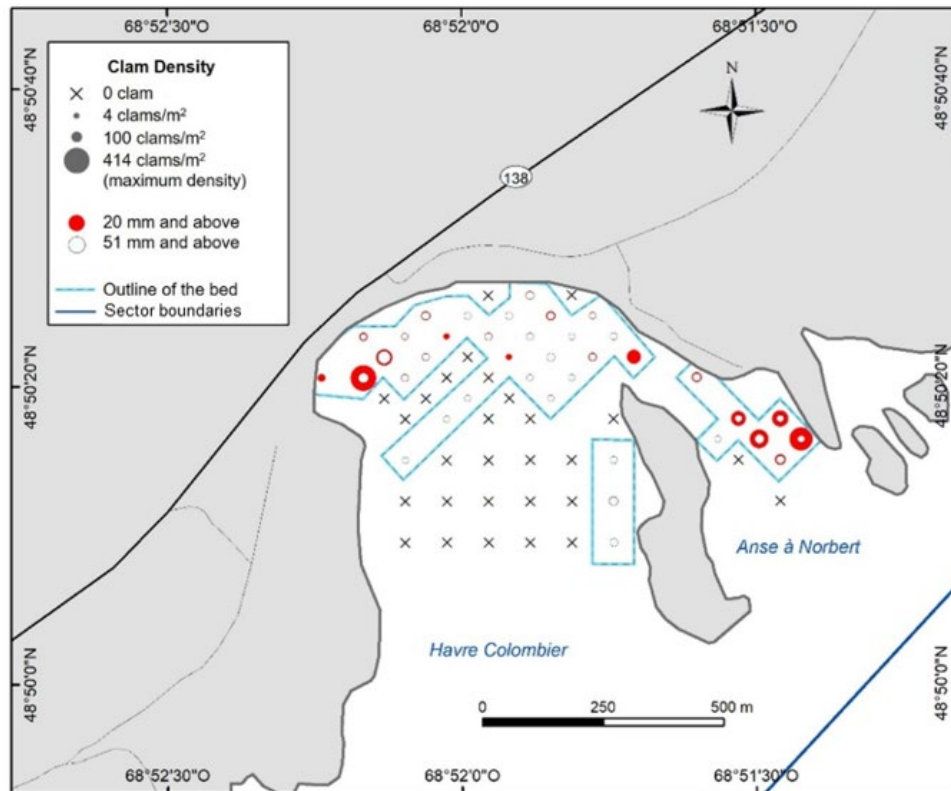 68°52'30"O 68°52'0"O 68°51'30"O
48°50'40"N
48°50'40"N
Clam Density
0 clam
4 clams/m²
100 clams/m²
414 clams/m²
(maximum density)
20 mm and above
51 mm and above
Outline of the bed
Sector boundaries
N
138
48°50'20"N
48°50'20"N
Anse à Norbert
Havre Colombier
48°50'0"N
48°50'0"N
0 250 500 m
68°52'30"O 68°52'0"O 68°51'30"O